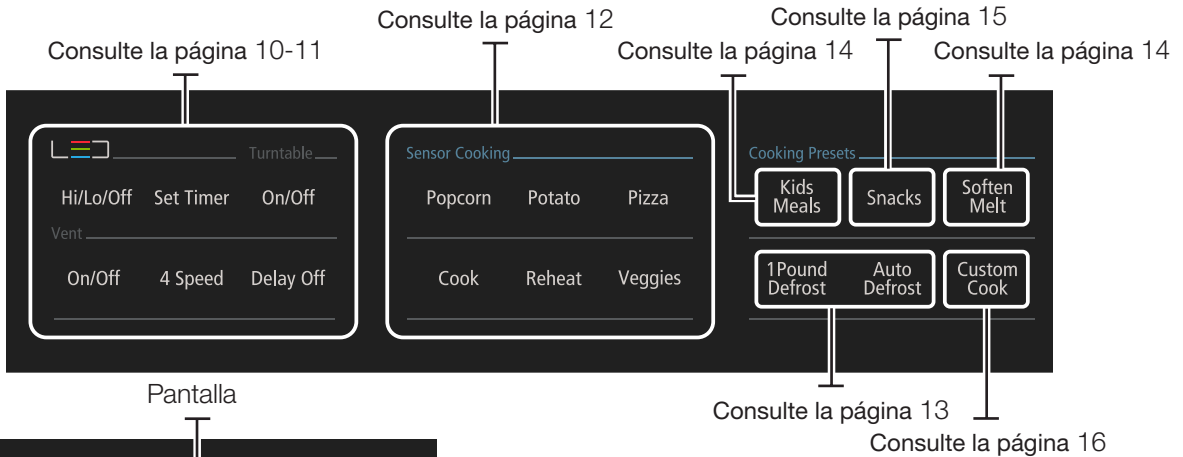 Consulte la página 15
Consulte la página 12
Consulte la página 10-11
Consulte la página 14
Consulte la página 14
LED
Turntable
Hi/Lo/Off Set Timer On/Off
Vent
On/Off 4 Speed Delay Off
Sensor Cooking
Popcorn Potato Pizza
Cook Reheat Veggies
Cooking Presets
Kids
Meals
Snacks
Soften
Melt
1Pound
Defrost
Auto
Defrost
Custom
Cook
Pantalla
Consulte la página 13
Consulte la página 16